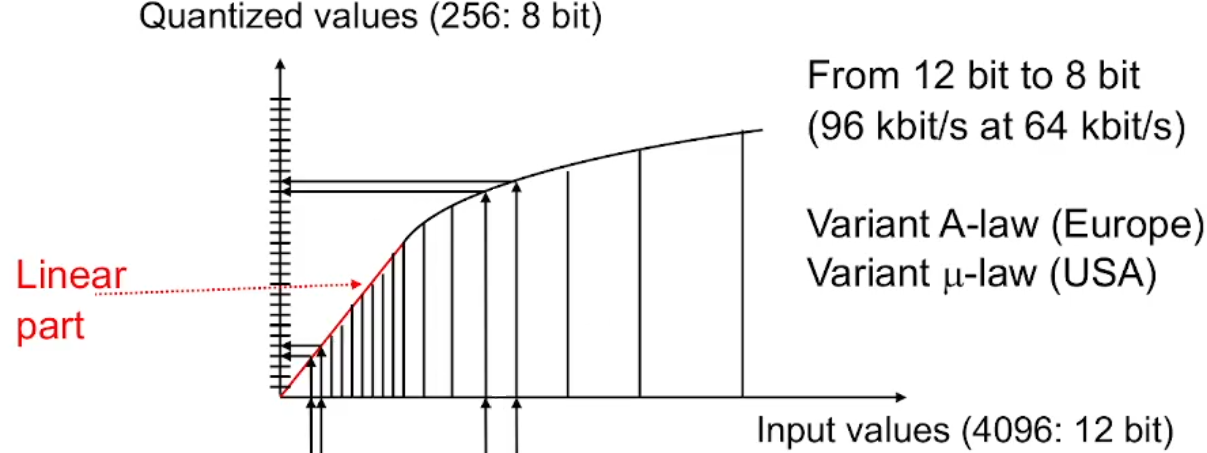 Quantized values (256: 8 bit)
From 12 bit to 8 bit
(96 kbit/s at 64 kbit/s)
Variant A-law (Europe)
Variant μ-law (USA)
Linear
part
Input values (4096: 12 bit)